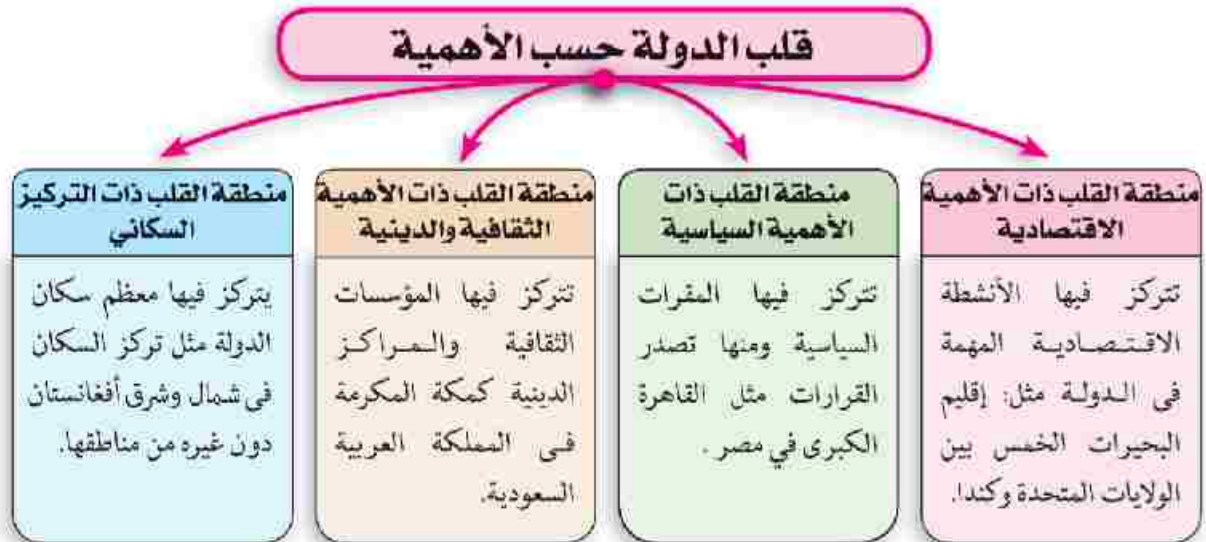 قلب الدولة حسب الأهمية
منطقة القلب ذات الأهمية
الاقتصادية
تتركز فيها الأنشطة
الاقتصادية المهمة
فى الدولة مثل: إقليم
البحيرات الخمس بين
الولايات المتحدة وكندا.
منطقة القلب ذات
الأهمية السياسية
تتركز فيها المقرات
السياسية ومنها تصدر
القرارات مثل القاهرة
الكبرى في مصر .
منطقة القلب ذات الأهمية
الثقافية والدينية
تتركز فيها المؤسسات
الثقافية والمراكز
الدينية كمكة المكرمة
فى المملكة العربية
السعودية.
منطقة القلب ذات التركيز
السكاني
يتركز فيها معظم سكان
الدولة مثل تركز السكان
فى شمال وشرق أفغانستان
دون غيره من مناطقها.